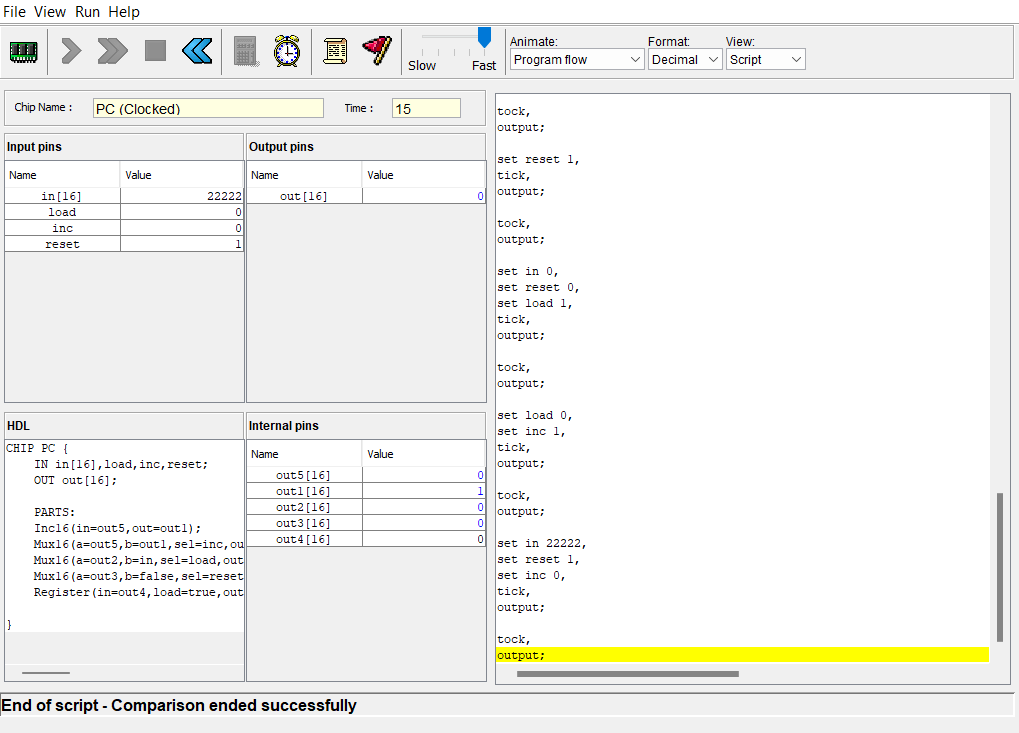 File View Run Help
Slow Fast
Animate: Format: View:
Program flow Decimal Script
Chip Name : PC (Clocked) Time : 15
Input pins
Name Value
in[16] 22222
load 0
inc 0
reset 1
Output pins
Name Value
out[16] 0
HDL
CHIP PC {
IN in[16],load,inc,reset;
OUT out[16];
PARTS:
Inc16(in=out5,out=out1);
Mux16(a=out5,b=out1,sel=inc,ou
Mux16(a=out2,b=in,sel=load,out
Mux16(a=out3,b=false,sel=reset
Register(in=out4,load=true,out
}
Internal pins
Name Value
out5[16] 0
out1[16] 1
out2[16] 0
out3[16] 0
out4[16] 0
tock,
output;
set reset 1,
tick,
output;
tock,
output;
set in 0,
set reset 0,
set load 1,
tick,
output;
tock,
output;
set load 0,
set inc 1,
tick,
output;
tock,
output;
set in 22222,
set reset 1,
set inc 0,
tick,
output;
tock,
output;
End of script - Comparison ended successfully